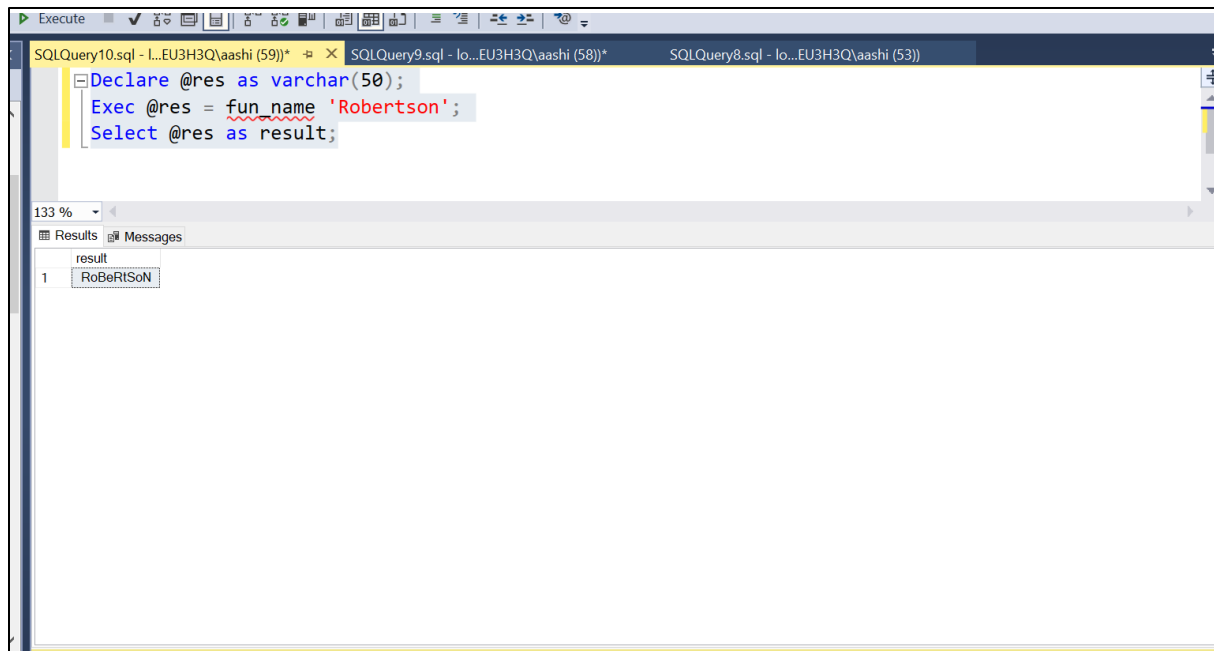 Execute
SQLQuery10.sql - l...EU3H3Q\aashi (59))* SQLQuery9.sql - lo...EU3H3Q\aashi (58))* SQLQuery8.sql - lo...EU3H3Q\aashi (53))
Declare @res as varchar(50);
Exec @res = fun_name 'Robertson';
Select @res as result;
133 %
Results Messages
result
1 RoBeRtSoN